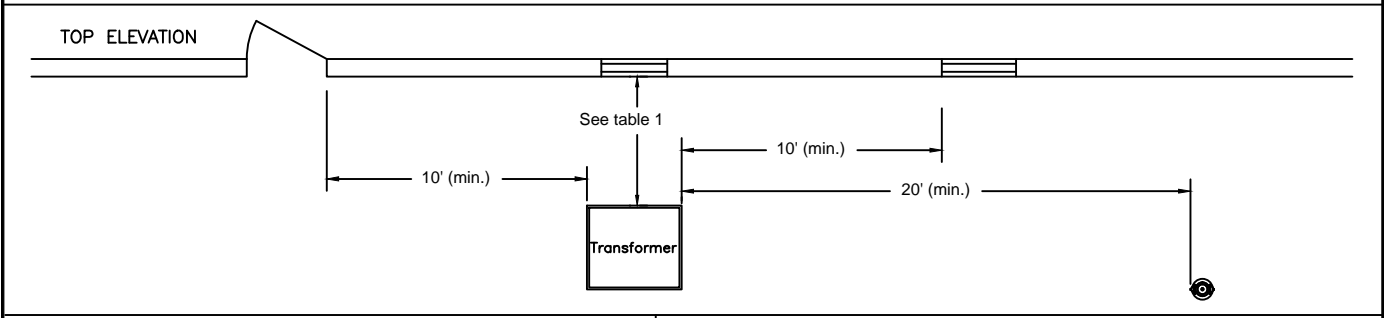 TOP ELEVATION
See table 1
10' (min.)
10' (min.)
20' (min.)
Transformer